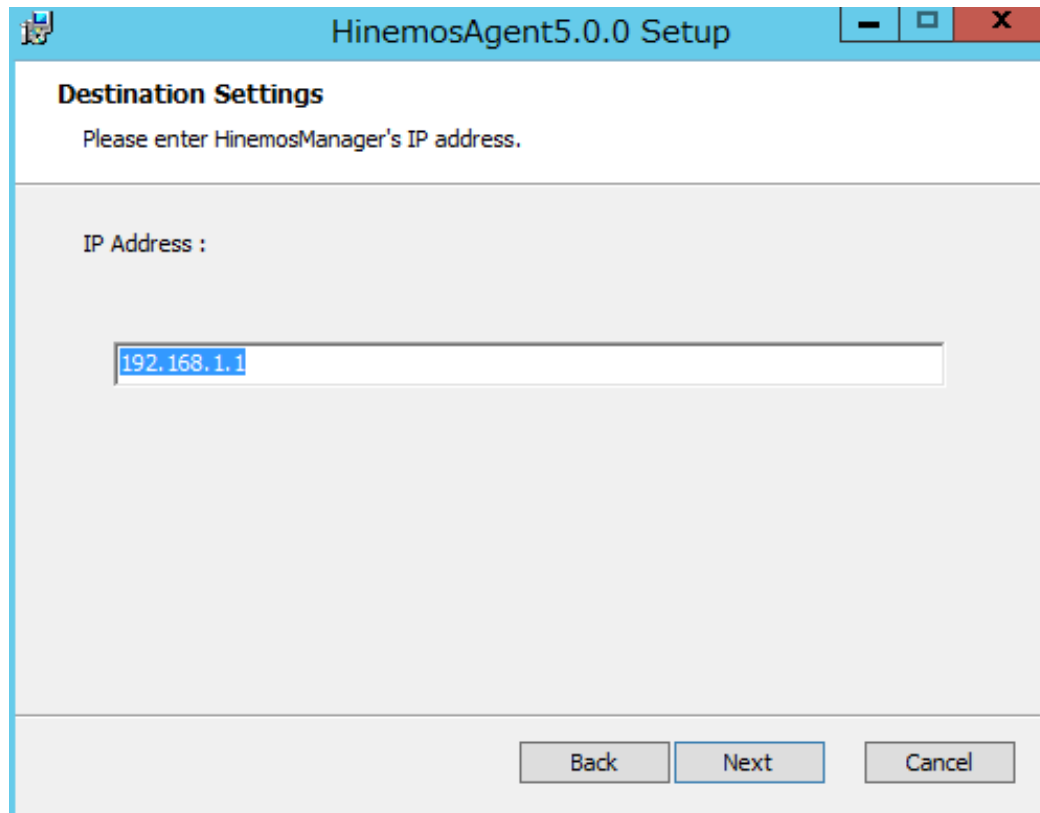 HinemosAgent5.0.0 Setup
Destination Settings
Please enter HinemosManager's IP address.
IP Address :
192.168.1.1
Back Next Cancel